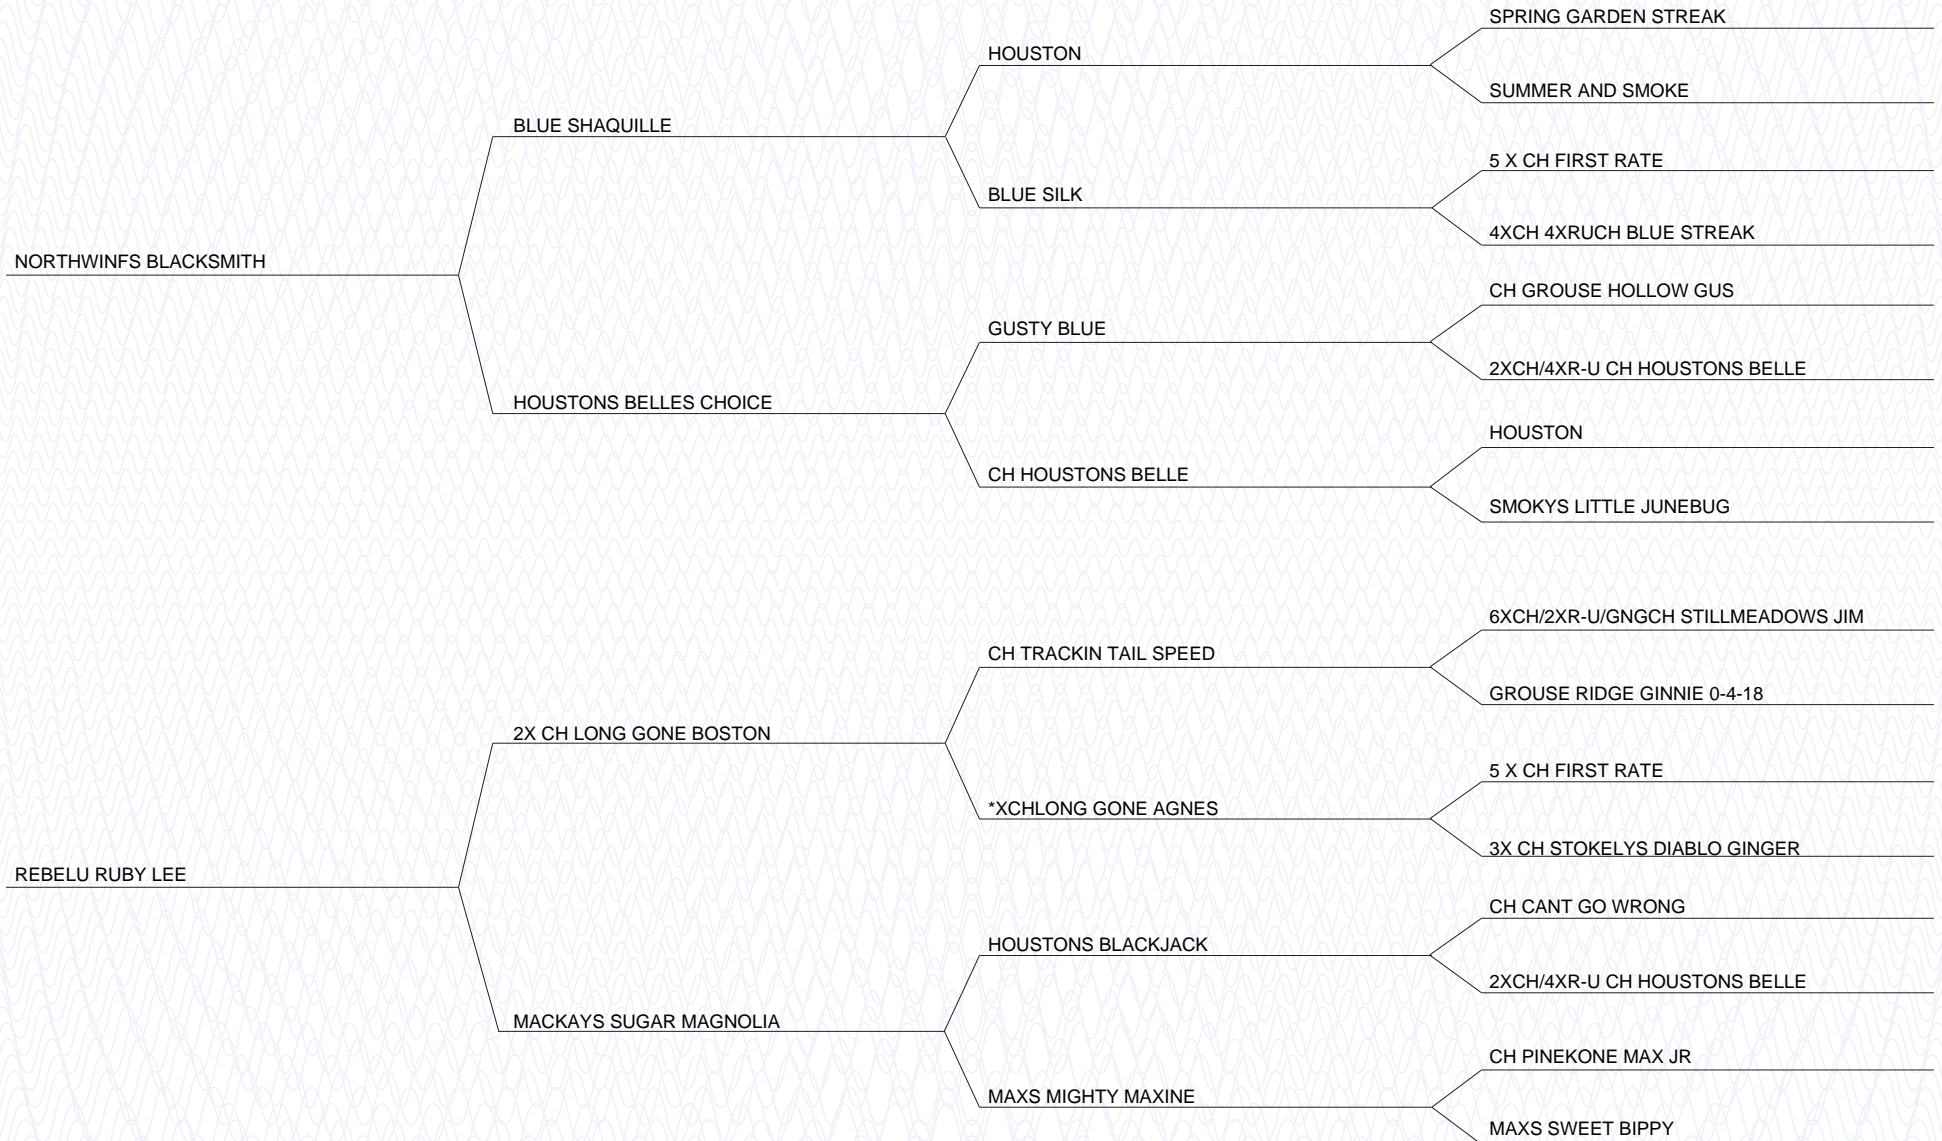 SPRING GARDEN STREAK
HOUSTON
SUMMER AND SMOKE
BLUE SHAQUILLE
5 X CH FIRST RATE
BLUE SILK
4XCH 4XRUCH BLUE STREAK
NORTHWINFS BLACKSMITH
CH GROUSE HOLLOW GUS
GUSTY BLUE
2XCH/4XR-U CH HOUSTONS BELLE
HOUSTONS BELLES CHOICE
HOUSTON
CH HOUSTONS BELLE
SMOKYS LITTLE JUNEBUG
6XCH/2XR-U/GNGCH STILLMEADOWS JIM
CH TRACKIN TAIL SPEED
GROUSE RIDGE GINNIE 0-4-18
2X CH LONG GONE BOSTON
5 X CH FIRST RATE
*XCHLONG GONE AGNES
3X CH STOKELYS DIABLO GINGER
REBELU RUBY LEE
CH CANT GO WRONG
HOUSTONS BLACKJACK
2XCH/4XR-U CH HOUSTONS BELLE
MACKAYS SUGAR MAGNOLIA
CH PINEKONE MAX JR
MAXS MIGHTY MAXINE
MAXS SWEET BIPPY